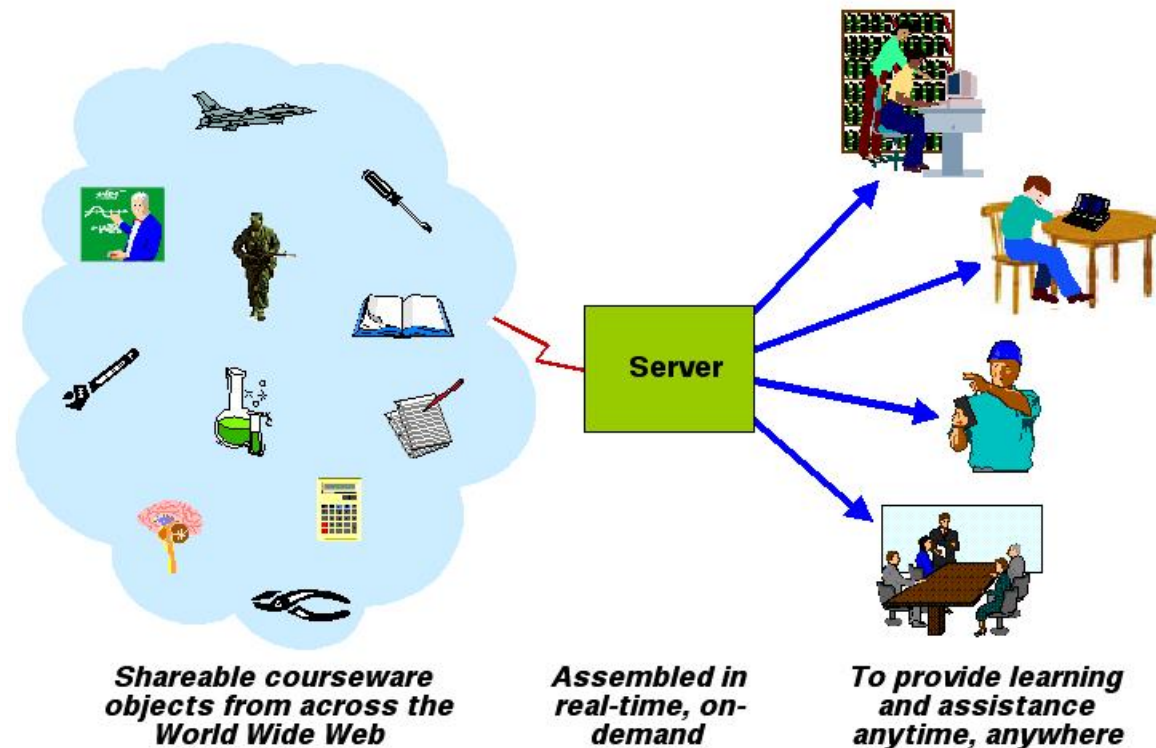 Server
Shareable courseware
objects from across the
World Wide Web
Assembled in
real-time, on-
demand
To provide learning
and assistance
anytime, anywhere